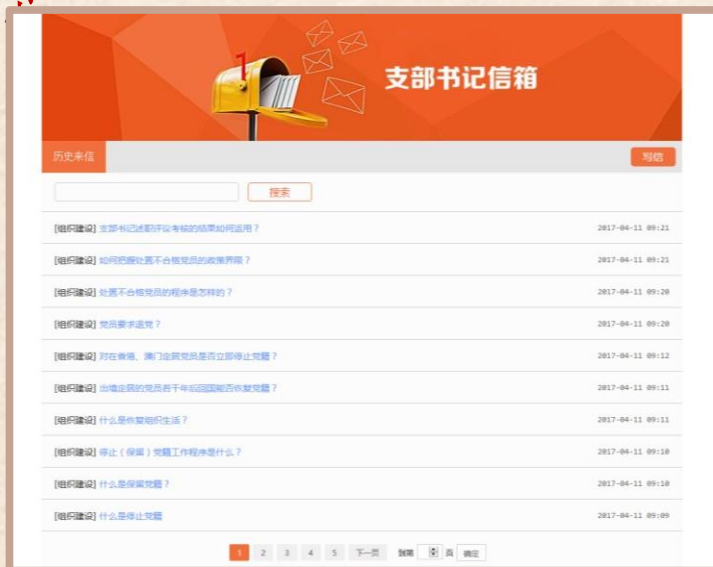 支部书记信箱
历史来信 写信
搜索
[组织建设] 支部书记述职评议考核的结果如何运用？ 2017-04-11 09:21
[组织建设] 如何把握处置不合格党员的政策界限？ 2017-04-11 09:21
[组织建设] 处置不合格党员的程序是怎样的？ 2017-04-11 09:20
[组织建设] 党员要求退党？ 2017-04-11 09:20
[组织建设] 对在香港、澳门定居党员是否立即停止党籍？ 2017-04-11 09:12
[组织建设] 出境定居的党员若干年后回国能否恢复党籍？ 2017-04-11 09:11
[组织建设] 什么是恢复组织生活？ 2017-04-11 09:11
[组织建设] 停止（保留）党籍工作程序是什么？ 2017-04-11 09:10
[组织建设] 什么是保留党籍？ 2017-04-11 09:10
[组织建设] 什么是停止党籍 2017-04-11 09:09
1 2 3 4 5 下一页 到第 页 确定